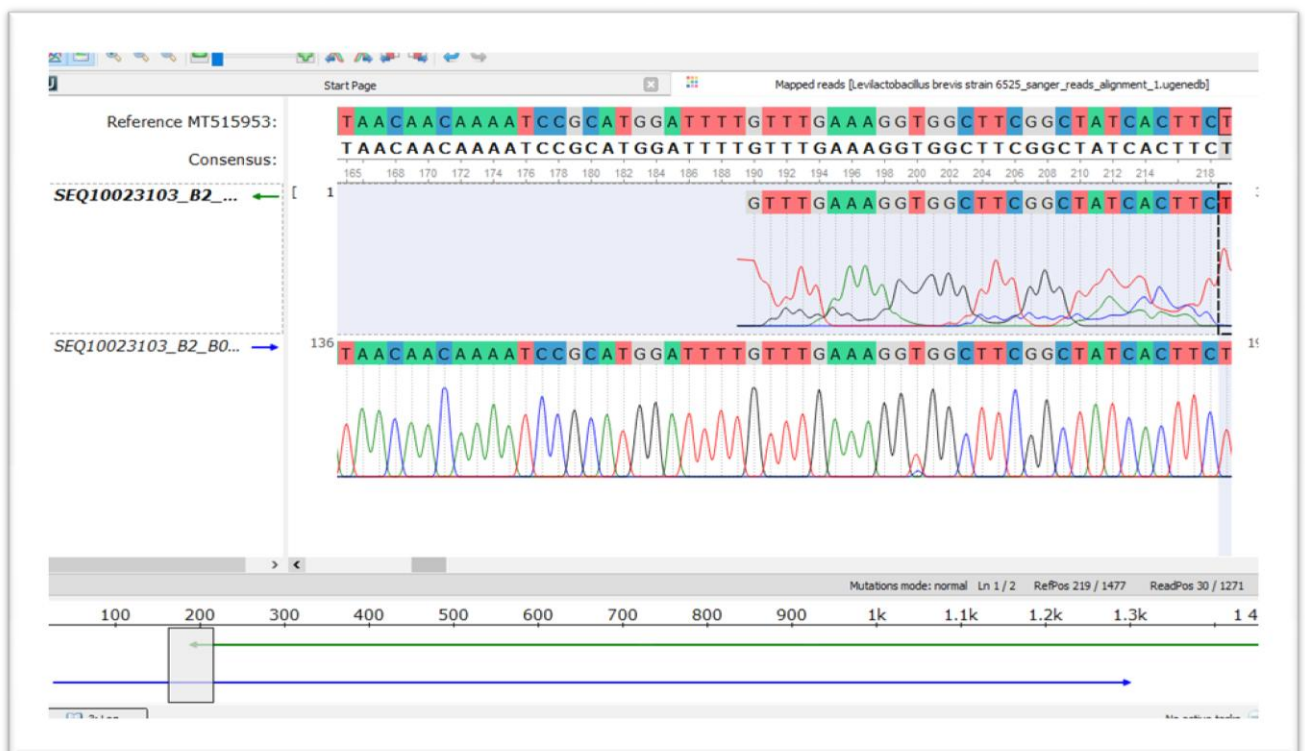 Start Page
Mapped reads [Levilactobacillus brevis strain 6525_sanger_reads_alignment_1.ugenedb]
Reference MT515953:
TAACAACAAAATCCGCATGGATTTTGTTTGAAAGGTGGCTTCGGCTATCACTTCT
Consensus:
TAACAACAAAATCCGCATGGATTTTGTTTGAAAGGTGGCTTCGGCTATCACTTCT
165 168 170 172 174 176 178 180 182 184 186 188 190 192 194 196 198 200 202 204 206 208 210 212 214 218
SEQ10023103_B2_... [ 1
GTTTGAAAGGTGGCTTCGGCTATCACTTCT
SEQ10023103_B2_B0... 136
TAACAACAAAATCCGCATGGATTTTGTTTGAAAGGTGGCTTCGGCTATCACTTCT
Mutations mode: normal Ln 1 / 2 RefPos 219 / 1477 ReadPos 30 / 1271
100 200 300 400 500 600 700 800 900 1k 1.1k 1.2k 1.3k 1 4